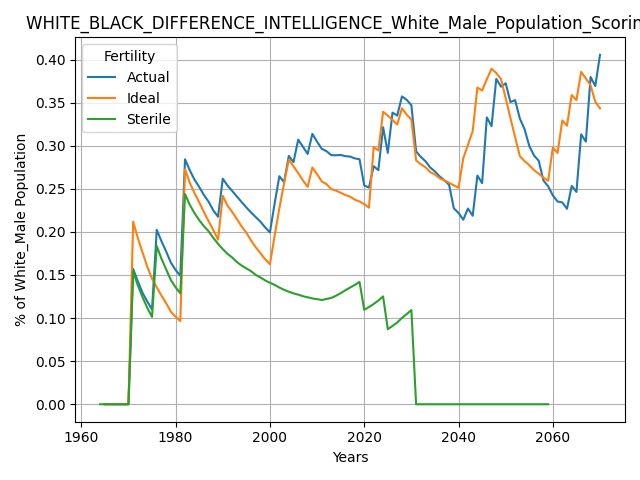 WHITE_BLACK_DIFFERENCE_INTELLIGENCE_White_Male_Population_Scorin
Fertility
Actual
Ideal
Sterile
% of White_Male Population
0.40
0.35
0.30
0.25
0.20
0.15
0.10
0.05
0.00
1960 1980 2000 2020 2040 2060
Years